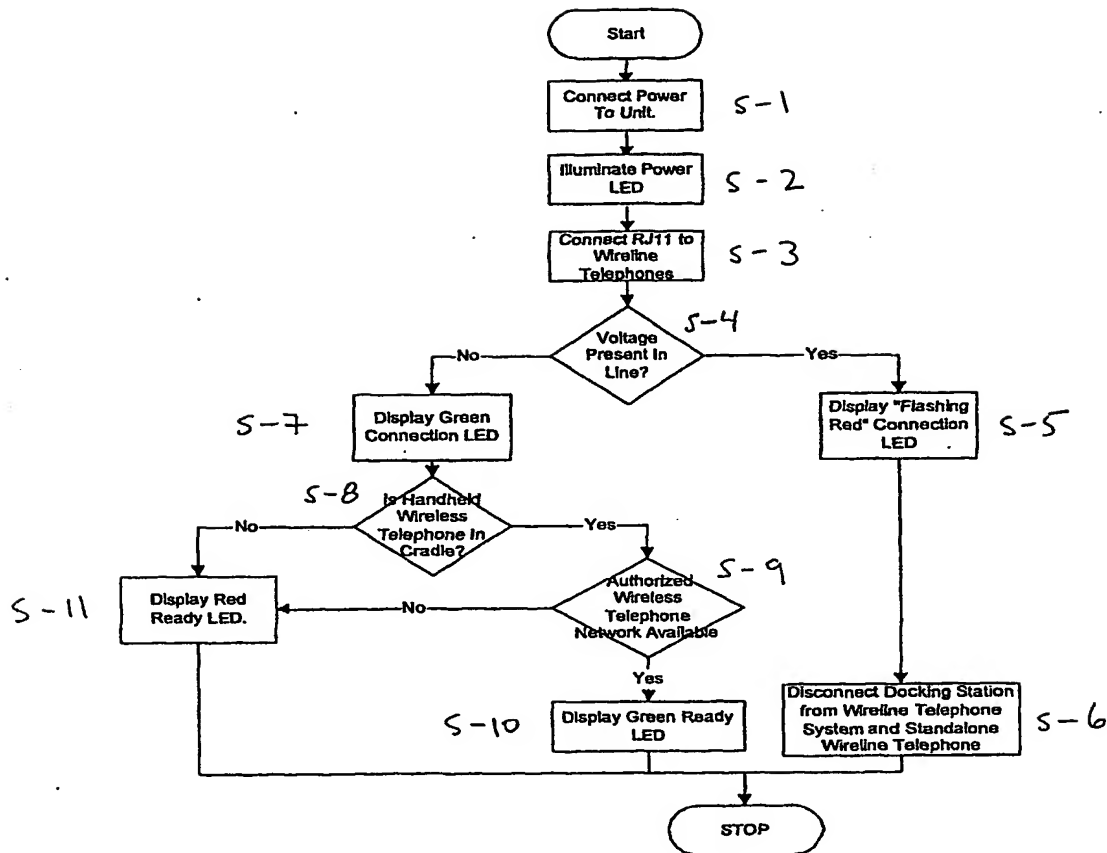 Start
Connect Power
To Unit.
S-1
Illuminate Power
LED
S-2
Connect RJ11 to
Wireline
Telephones
S-3
Voltage
Present In
Line?
S-4
No
Yes
Display Green
Connection LED
S-7
Display "Flashing
Red" Connection
LED
S-5
Is Handheld
Wireless
Telephone In
Cradle?
S-8
No
Yes
Authorized
Wireless
Telephone
Network Available
S-9
Display Red
Ready LED.
S-11
No
Yes
Display Green Ready
LED
S-10
Disconnect Docking Station
from Wireline Telephone
System and Standalone
Wireline Telephone
S-6
STOP